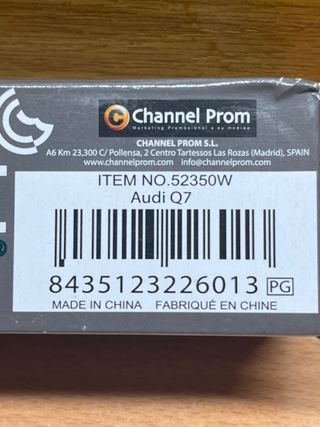 Channel Prom
Marketing Promocional a su medida
CHANNEL PROM S.L.
A6 Km 23,300 C/ Pollensa, 2 Centro Tartessos Las Rozas (Madrid), SPAIN
www.channelprom.com info@channelprom.com
ITEM NO.52350W
Audi Q7
8435123226013 PG
MADE IN CHINA FABRIQUÉ EN CHINE